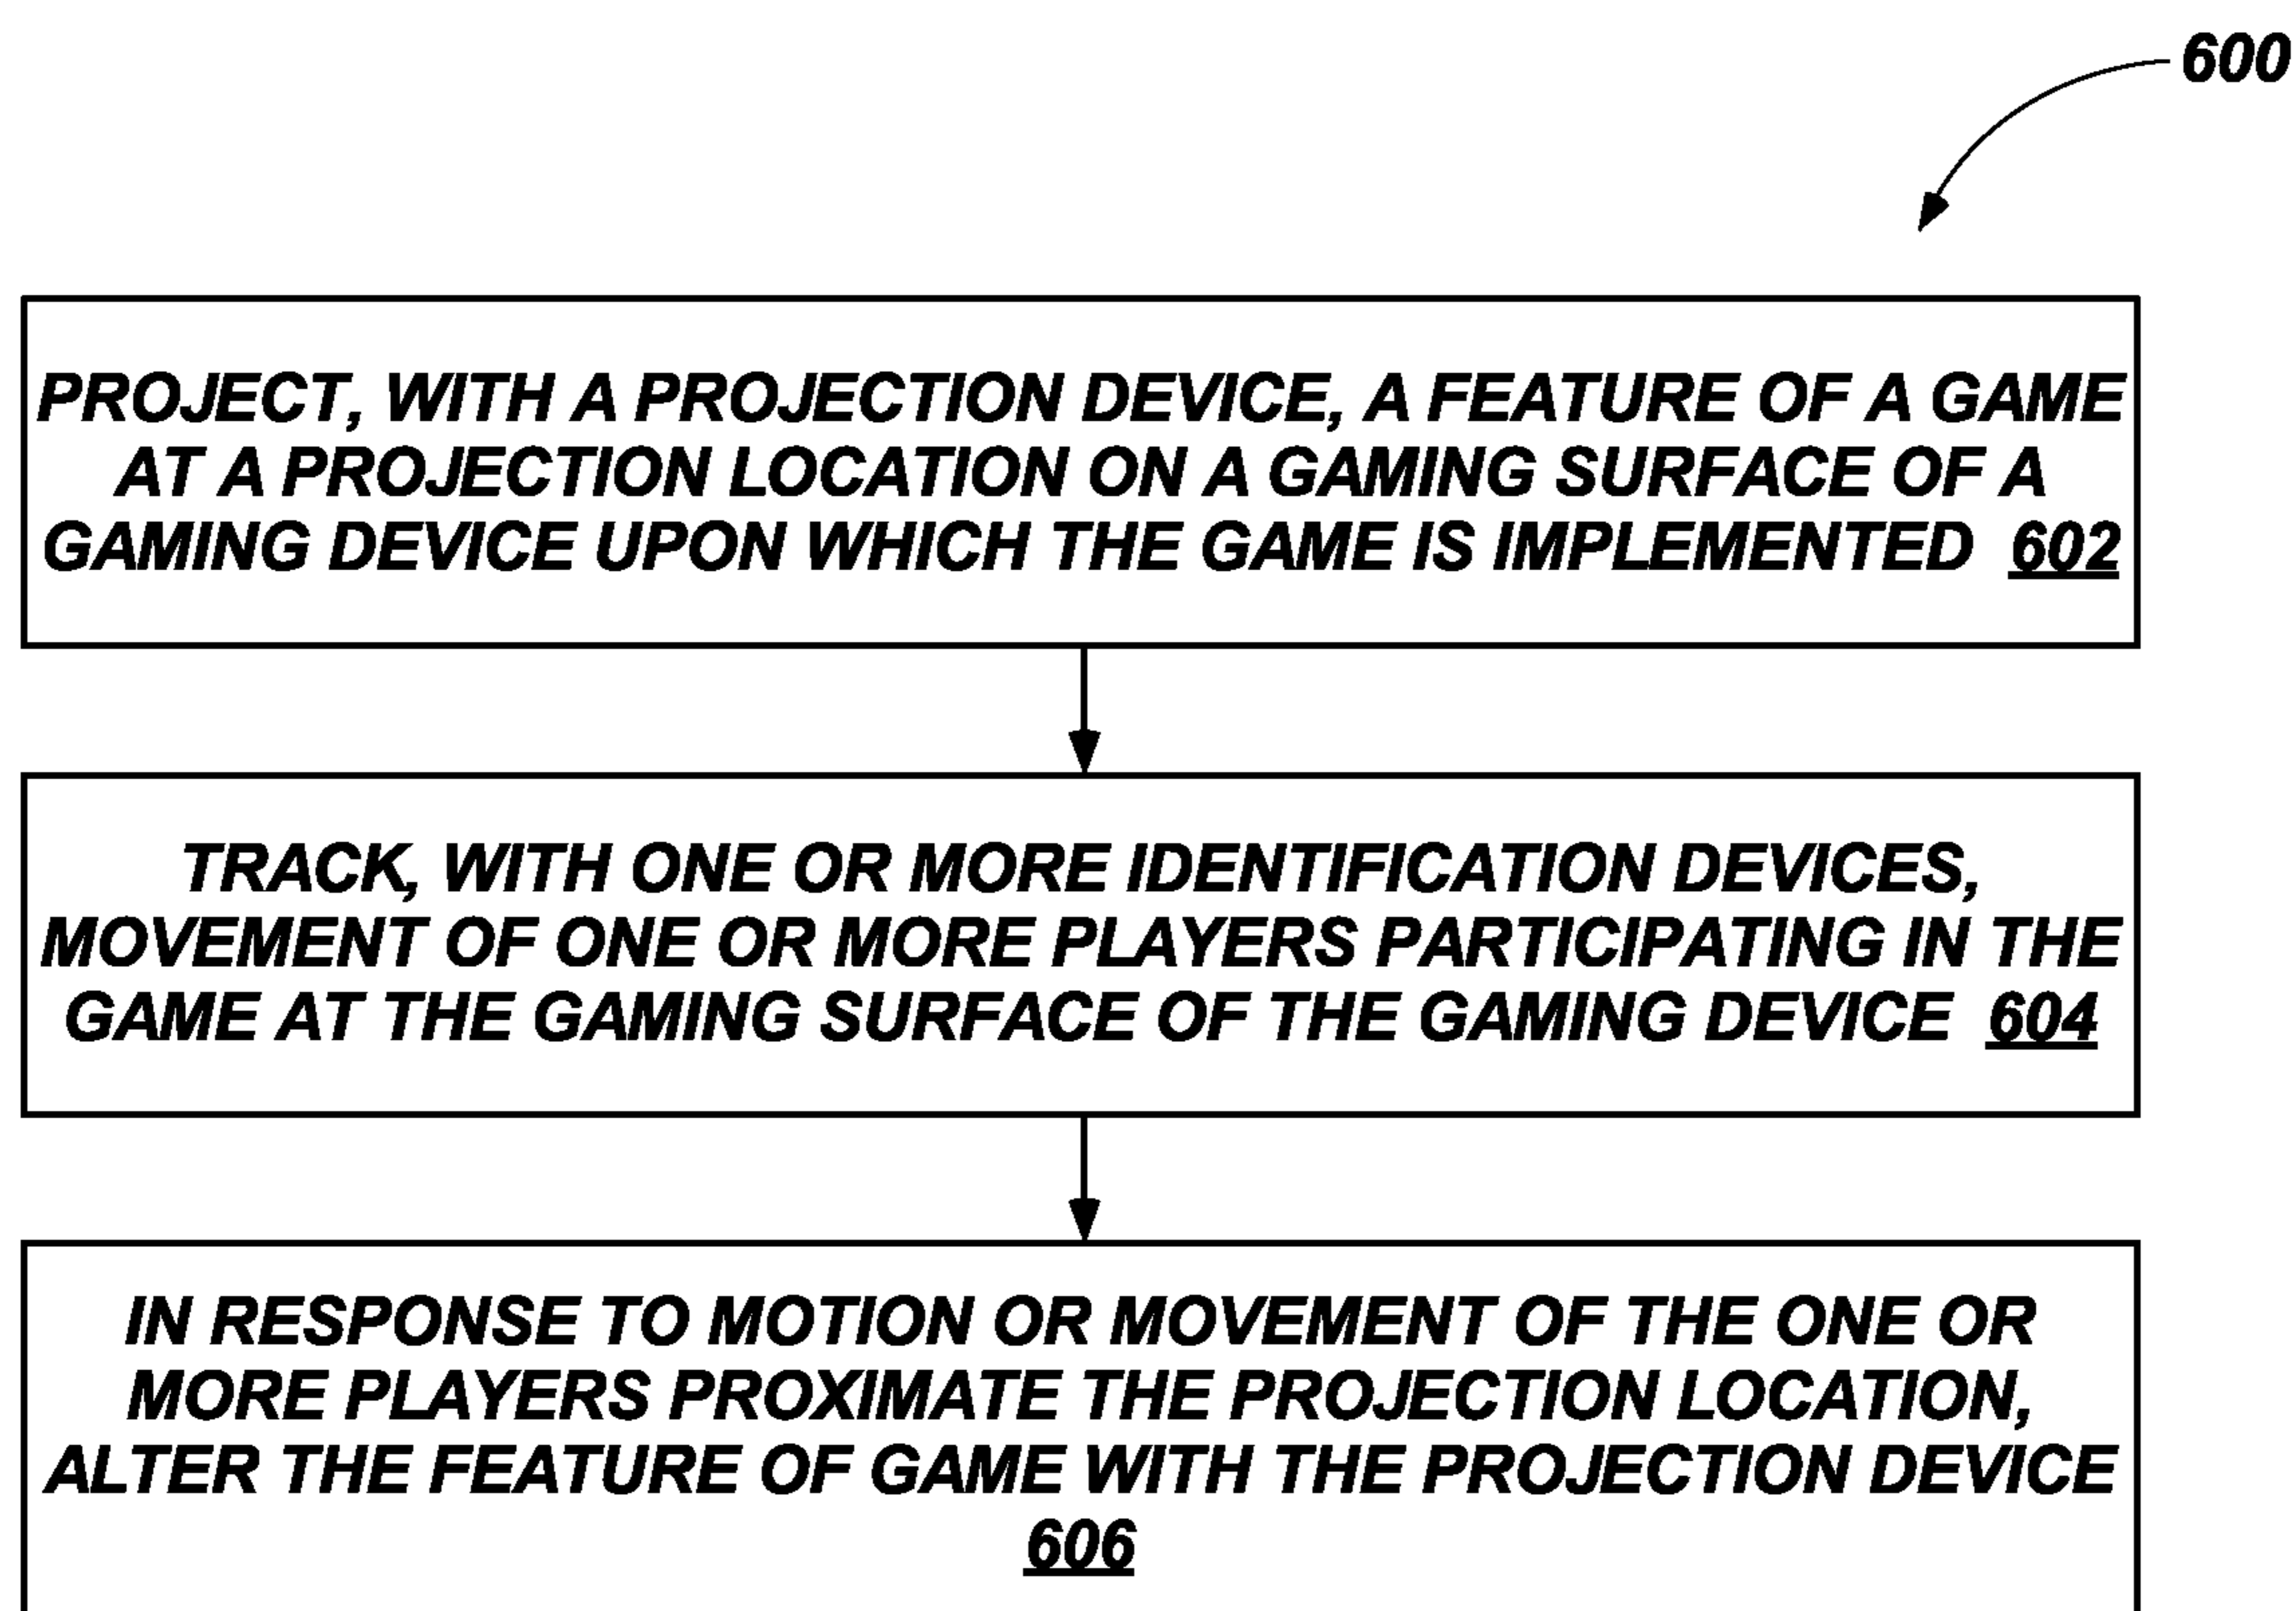 600
PROJECT, WITH A PROJECTION DEVICE, A FEATURE OF A GAME
AT A PROJECTION LOCATION ON A GAMING SURFACE OF A
GAMING DEVICE UPON WHICH THE GAME IS IMPLEMENTED 602
TRACK, WITH ONE OR MORE IDENTIFICATION DEVICES,
MOVEMENT OF ONE OR MORE PLAYERS PARTICIPATING IN THE
GAME AT THE GAMING SURFACE OF THE GAMING DEVICE 604
IN RESPONSE TO MOTION OR MOVEMENT OF THE ONE OR
MORE PLAYERS PROXIMATE THE PROJECTION LOCATION,
ALTER THE FEATURE OF GAME WITH THE PROJECTION DEVICE
606